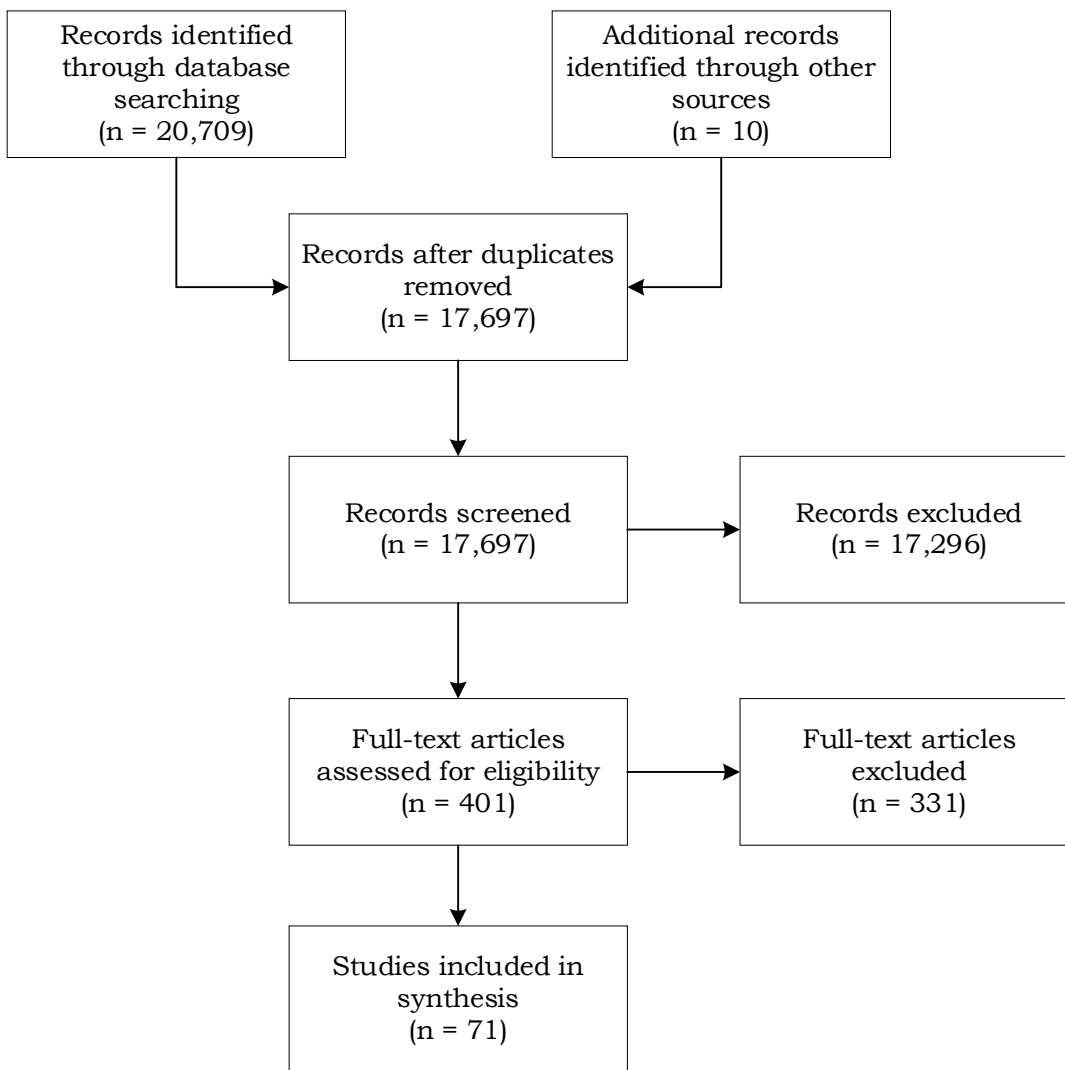 Records identified
through database
searching
(n = 20,709)
Additional records
identified through other
sources
(n = 10)
Records after duplicates
removed
(n = 17,697)
Records screened
(n = 17,697)
Records excluded
(n = 17,296)
Full-text articles
assessed for eligibility
(n = 401)
Full-text articles
excluded
(n = 331)
Studies included in
synthesis
(n = 71)